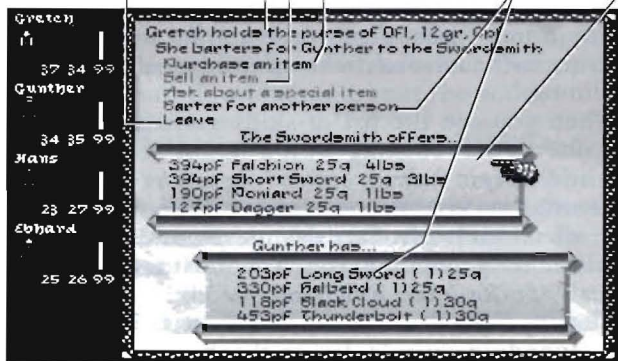 Gretch
37 34 99
Gunther
34 35 99
Hans
23 27 99
Ebhard
25 26 99
Gretch holds the purse of 0fl, 12gr,
She barters for Gunther to the Swordsmith
Purchase an item
Sell an item
Ask about a special item
Barter for another person
Leave
The Swordsmith offers...
394pf Falchion 25q 4lbs
394pf Short Sword 25q 3lbs
190pf Poniard 25q 1lbs
127pf Dagger 25q 1lbs
Gunther has...
203pf Long Sword ( 1) 25q
330pf Halberd ( 1) 25q
118pf Black Cloud ( 1) 30q
453pf Thunderbolt ( 1) 30q